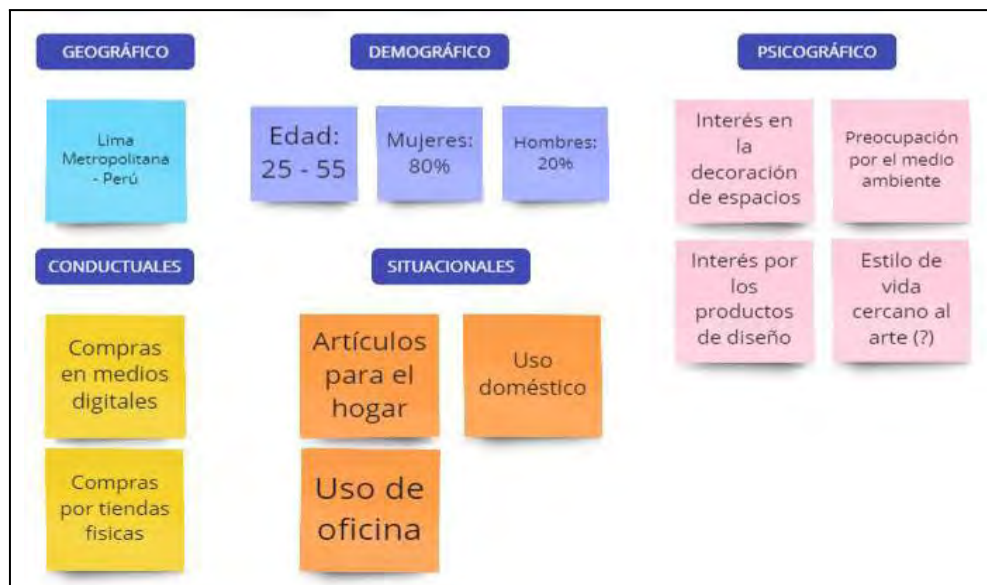 GEOGRÁFICO
DEMOGRÁFICO
PSICOGRÁFICO
Lima
Metropolitana
- Perú
Edad:
25 - 55
Mujeres:
80%
Hombres:
20%
Interés en
la
decoración
de espacios
Preocupación
por el medio
ambiente
CONDUCTUALES
SITUACIONALES
Interés por
los
productos
de diseño
Estilo de
vida
cercano al
arte (?)
Compras
en medios
digitales
Artículos
para el
hogar
Uso
doméstico
Compras
por tiendas
fisicas
Uso de
oficina